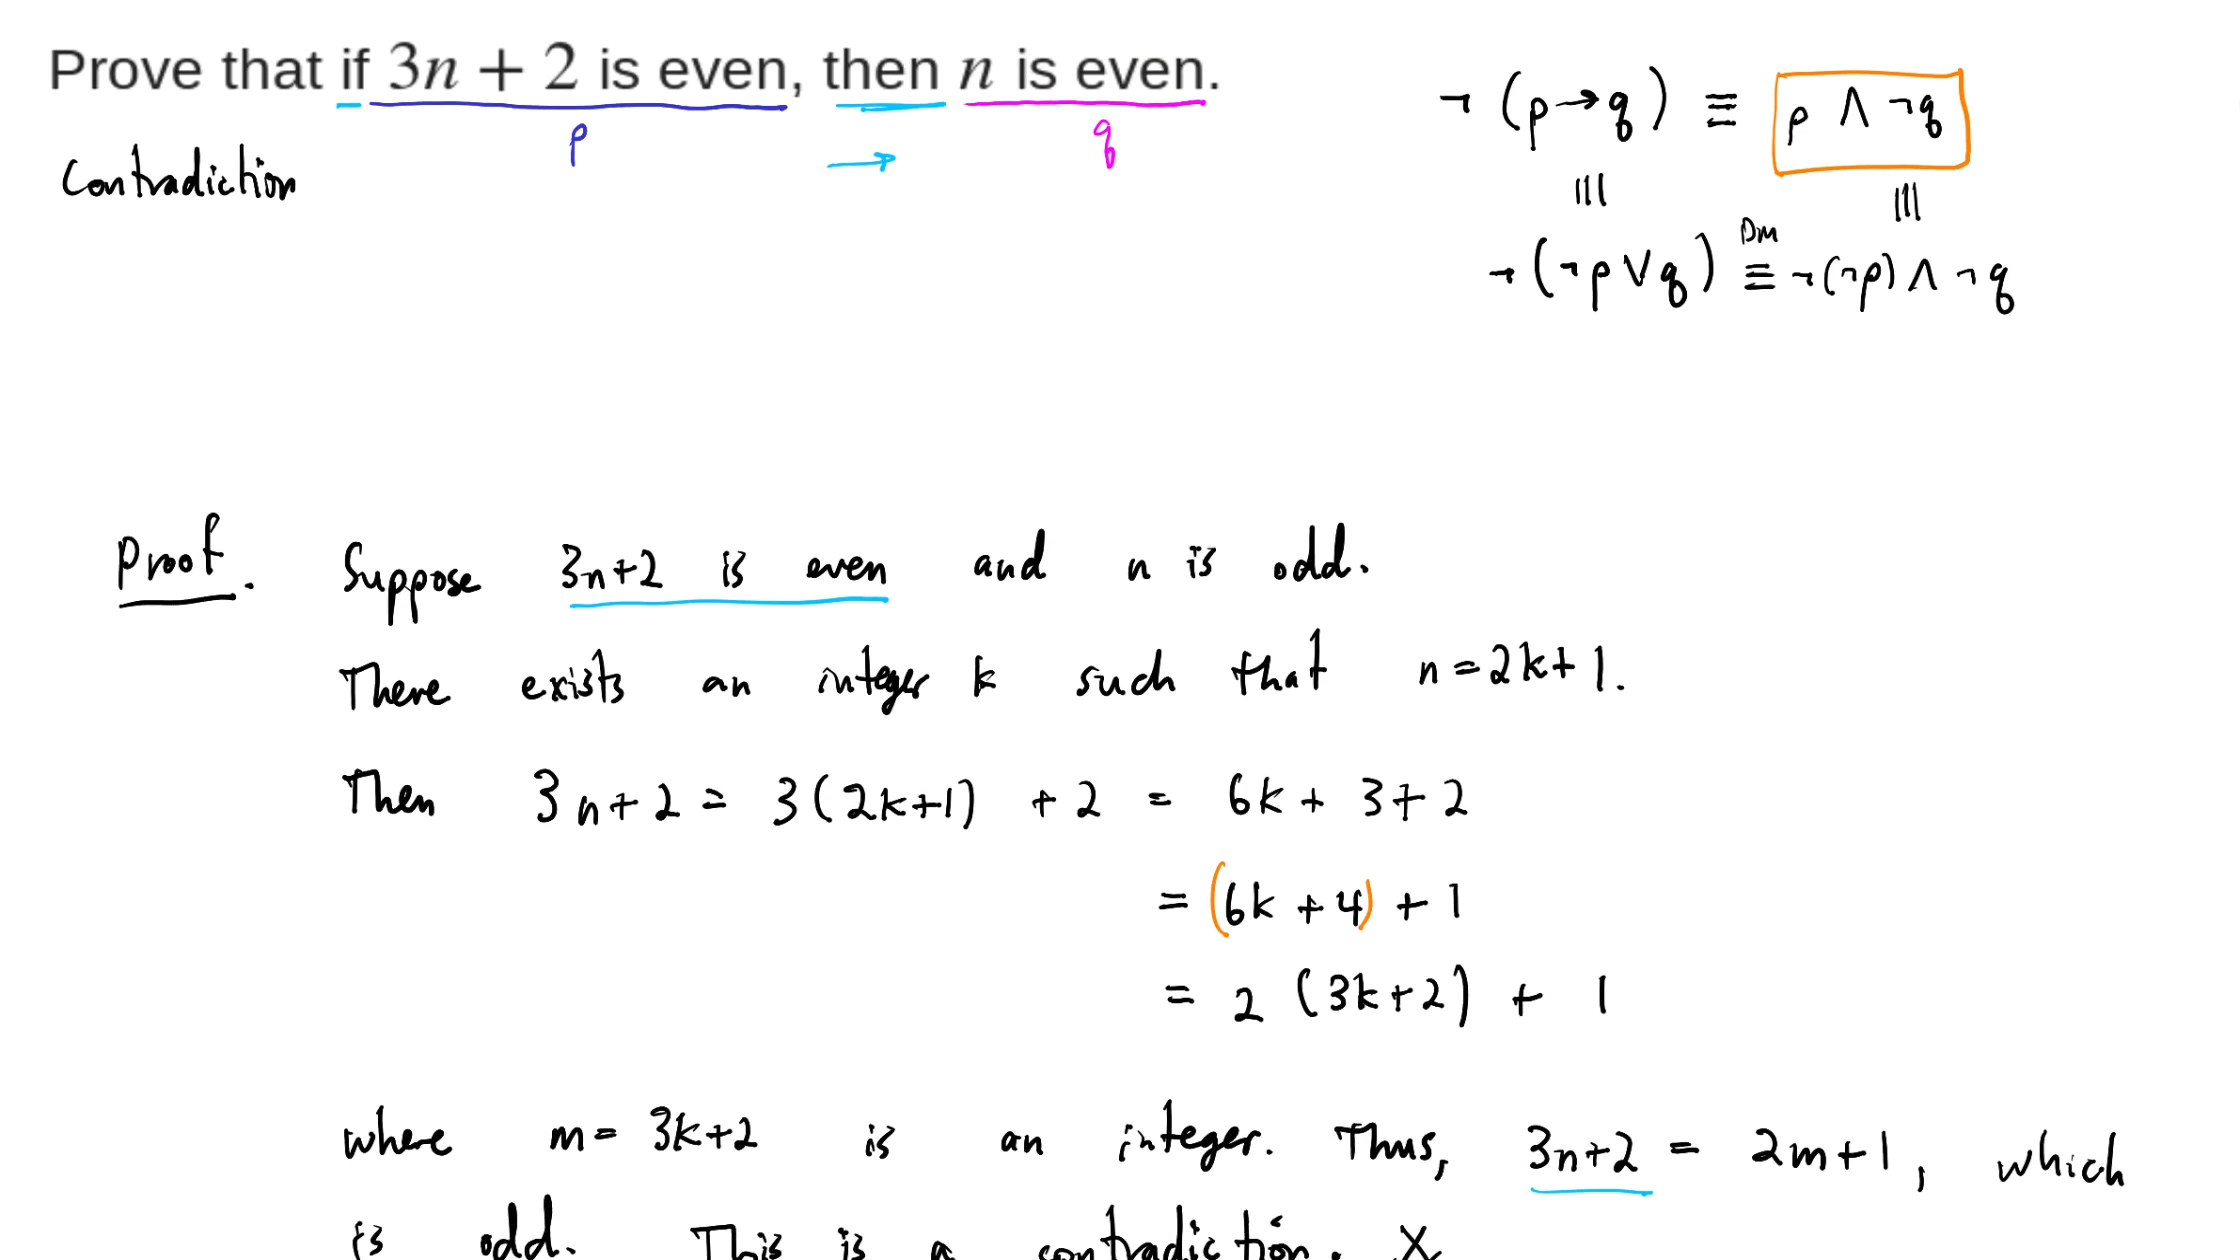 Prove that if 3n + 2 is even, then n is even.
p → q
Contradiction
¬ (p→q) ≡ p ∧ ¬q
≡ ≡
¬ (¬p ∨ q) ≡ ¬(¬p) ∧ ¬q
DM
Proof. Suppose 3n+2 is even and n is odd.
There exists an integer k such that n = 2k+1.
Then 3n+2 = 3(2k+1) + 2 = 6k + 3 + 2
= (6k + 4) + 1
= 2 (3k+2) + 1
where m = 3k+2 is an integer. Thus, 3n+2 = 2m+1, which
is odd. This is a contradiction. X